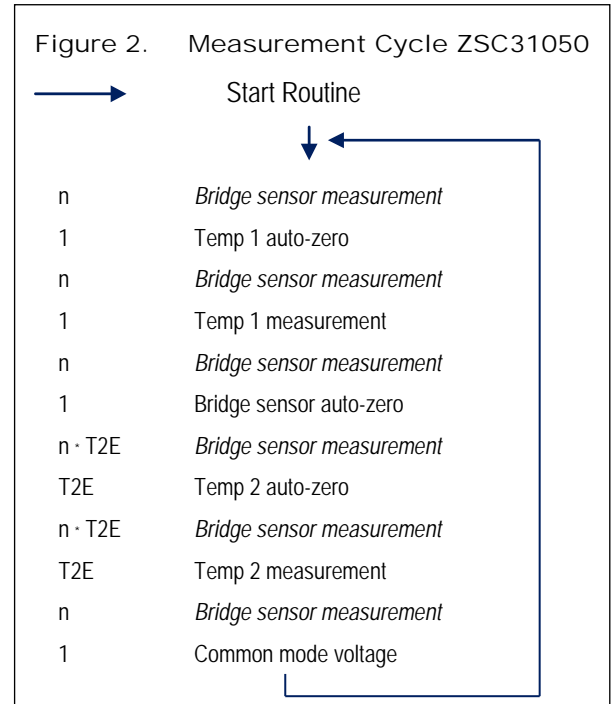 Figure 2. Measurement Cycle ZSC31050
Start Routine
n Bridge sensor measurement
1 Temp 1 auto-zero
n Bridge sensor measurement
1 Temp 1 measurement
n Bridge sensor measurement
1 Bridge sensor auto-zero
n * T2E Bridge sensor measurement
T2E Temp 2 auto-zero
n * T2E Bridge sensor measurement
T2E Temp 2 measurement
n Bridge sensor measurement
1 Common mode voltage